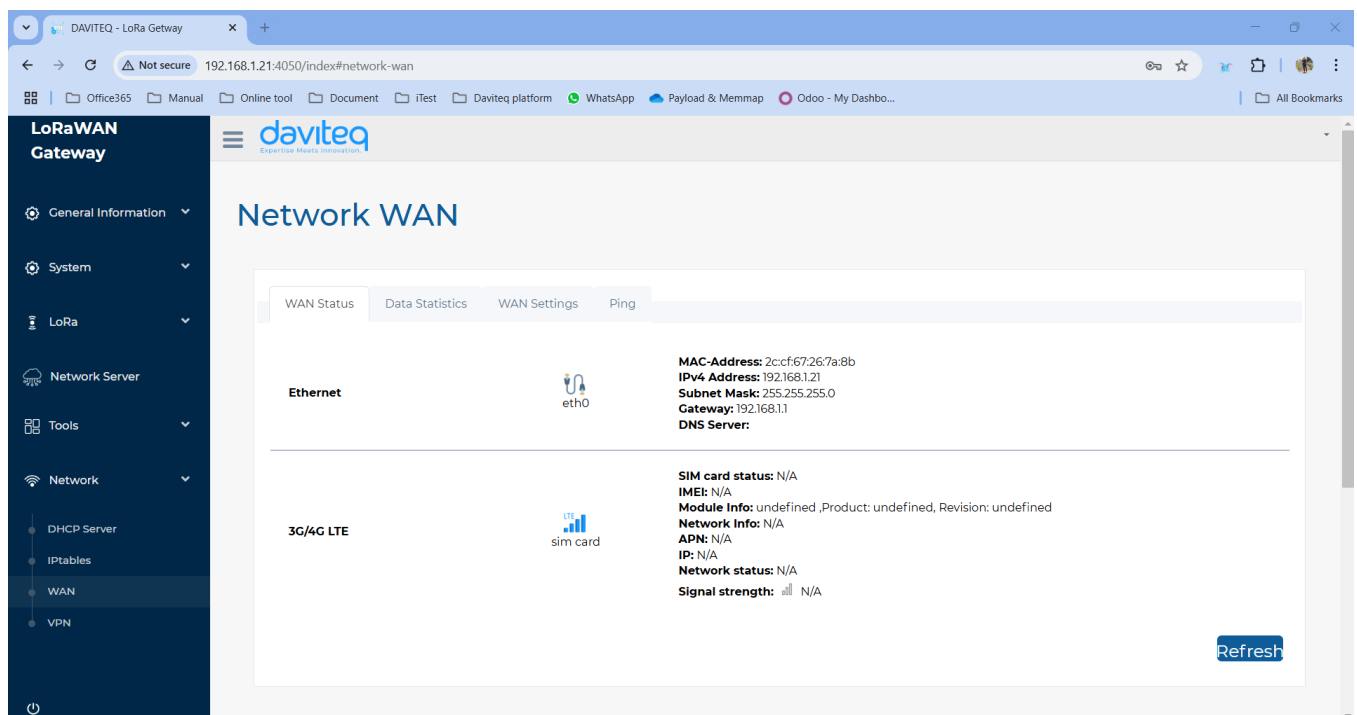 DAVITEQ - LoRa Getway
Not secure 192.168.1.21:4050/index#network-wan
Office365 Manual Online tool Document iTest Daviteq platform WhatsApp Payload & Memmap Odoo - My Dashbo... All Bookmarks
LoRaWAN
Gateway
daviteq
Expertise Meets Innovation.
General Information
System
LoRa
Network Server
Tools
Network
DHCP Server
IPtables
WAN
VPN
Network WAN
WAN Status Data Statistics WAN Settings Ping
Ethernet
eth0
MAC-Address: 2c:cf:67:26:7a:8b
IPv4 Address: 192.168.1.21
Subnet Mask: 255.255.255.0
Gateway: 192.168.1.1
DNS Server:
3G/4G LTE
LTE
sim card
SIM card status: N/A
IMEI: N/A
Module Info: undefined ,Product: undefined, Revision: undefined
Network Info: N/A
APN: N/A
IP: N/A
Network status: N/A
Signal strength: N/A
Refresh